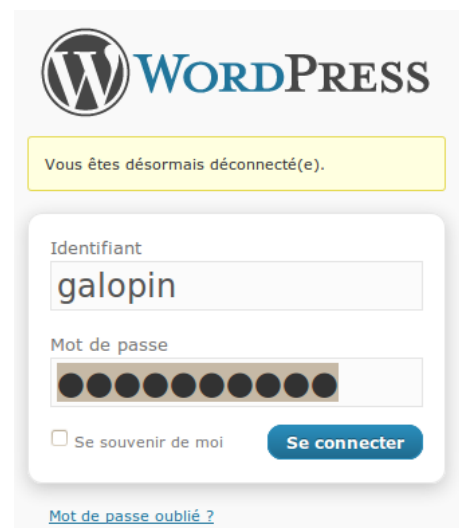 WORDPRESS
Vous êtes désormais déconnecté(e).
Identifiant
galopin
Mot de passe
●●●●●●●●●●
Se souvenir de moi
Se connecter
Mot de passe oublié ?